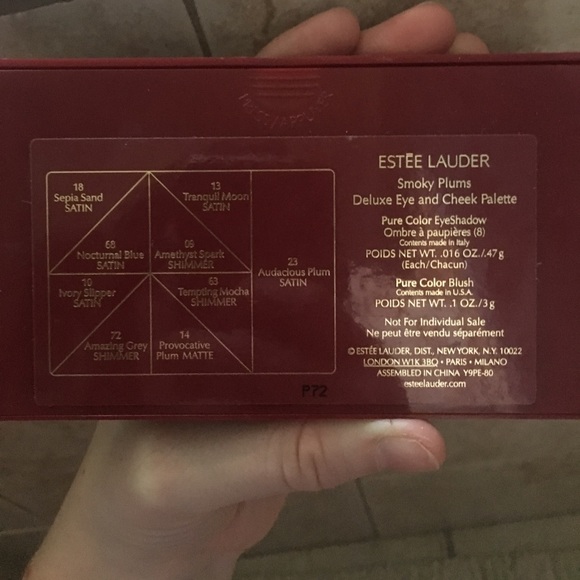 PRESS/APPUYER
18
Sepia Sand
SATIN
13
Tranquil Moon
SATIN
68
Nocturnal Blue
SATIN
Amethyst Spark
SHIMMER
23
Audacious Plum
SATIN
10
Ivory Slipper
SATIN
63
Tempting Mocha
SHIMMER
72
Amazing Grey
SHIMMER
14
Provocative
Plum MATTE
P72
ESTĒE LAUDER
Smoky Plums
Deluxe Eye and Cheek Palette
Pure Color EyeShadow
Ombre à paupières (8)
Contents made in Italy
POIDS NET WT. .016 OZ./.47g
(Each/Chacun)
Pure Color Blush
Contents made in U.S.A.
POIDS NET WT. .1 OZ./3g
Not For Individual Sale
Ne peut être vendu séparément
© ESTĒE LAUDER, DIST., NEW YORK, N.Y. 10022
LONDON W1K 3BQ • PARIS • MILANO
ASSEMBLED IN CHINA Y9PE-80
esteelauder.com